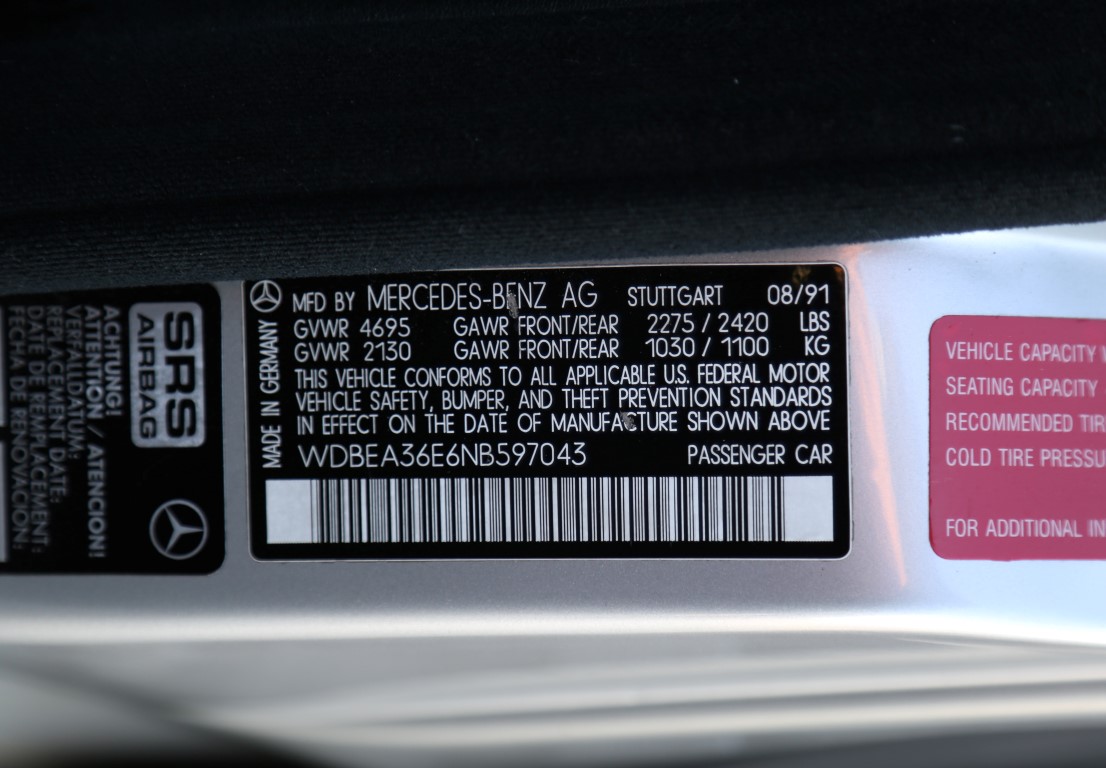 SRS
AIRBAG
ACHTUNG!
ATTENTION / ATENCION!
VERFALLDATUM:
REPLACEMENT DATE:
DATE DE REMPLACEMENT:
FECHA DE RENOVACION:
MADE IN GERMANY
MFD BY MERCEDES-BENZ AG STUTTGART 08/91
GVWR 4695 GAWR FRONT/REAR 2275 / 2420 LBS
GVWR 2130 GAWR FRONT/REAR 1030 / 1100 KG
THIS VEHICLE CONFORMS TO ALL APPLICABLE U.S. FEDERAL MOTOR
VEHICLE SAFETY, BUMPER, AND THEFT PREVENTION STANDARDS
IN EFFECT ON THE DATE OF MANUFACTURE SHOWN ABOVE
WDBEA36E6NB597043 PASSENGER CAR
VEHICLE CAPACITY
SEATING CAPACITY
RECOMMENDED TIR
COLD TIRE PRESSU
FOR ADDITIONAL IN